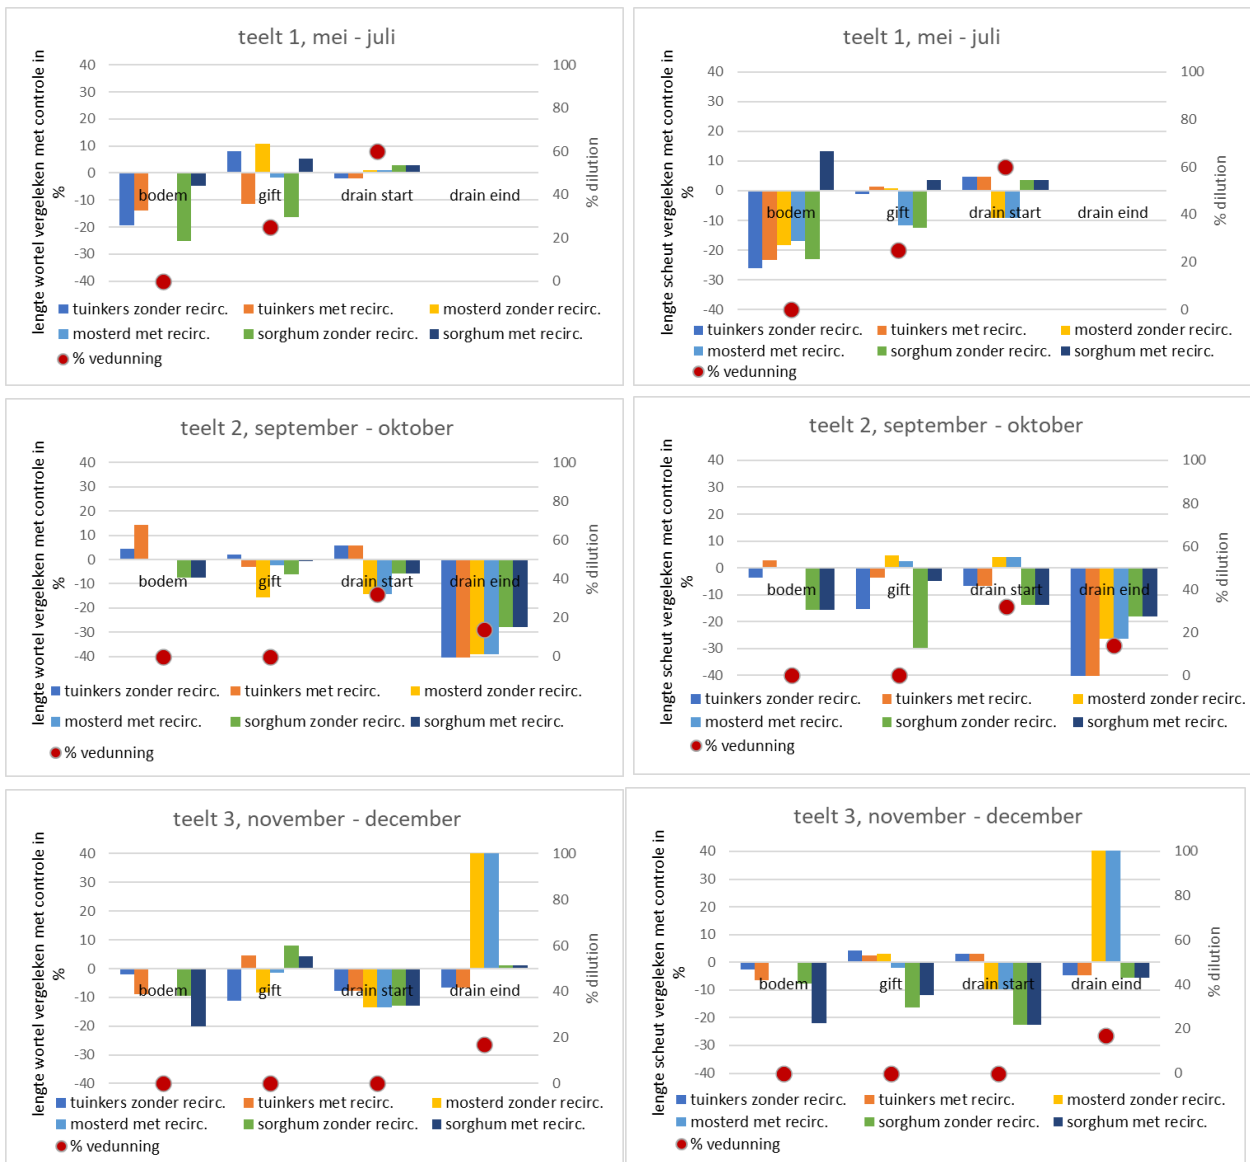 teelt 1, mei - juli
lengte wortel vergeleken met controle in
%
40
30
20
10
0
-10
-20
-30
-40
100
80
60
40
20
0
% dilution
bodem
gift
drain start
drain eind
tuinkers zonder recirc.
tuinkers met recirc.
mosterd zonder recirc.
mosterd met recirc.
sorghum zonder recirc.
sorghum met recirc.
% vedunning
teelt 1, mei - juli
lengte scheut vergeleken met controle in
%
40
30
20
10
0
-10
-20
-30
-40
100
80
60
40
20
0
% dilution
bodem
gift
drain start
drain eind
tuinkers zonder recirc.
tuinkers met recirc.
mosterd zonder recirc.
mosterd met recirc.
sorghum zonder recirc.
sorghum met recirc.
% vedunning
teelt 2, september - oktober
lengte wortel vergeleken met controle in
%
40
30
20
10
0
-10
-20
-30
-40
100
80
60
40
20
0
% dilution
bodem
gift
drain start
drain eind
tuinkers zonder recirc.
tuinkers met recirc.
mosterd zonder recirc.
mosterd met recirc.
sorghum zonder recirc.
sorghum met recirc.
% vedunning
teelt 2, september - oktober
lengte scheut vergeleken met controle in
%
40
30
20
10
0
-10
-20
-30
-40
100
80
60
40
20
0
% dilution
bodem
gift
drain start
drain eind
tuinkers zonder recirc.
tuinkers met recirc.
mosterd zonder recirc.
mosterd met recirc.
sorghum zonder recirc.
sorghum met recirc.
% vedunning
teelt 3, november - december
lengte wortel vergeleken met controle in
%
40
30
20
10
0
-10
-20
-30
-40
100
80
60
40
20
0
% dilution
bodem
gift
drain start
drain eind
tuinkers zonder recirc.
tuinkers met recirc.
mosterd zonder recirc.
mosterd met recirc.
sorghum zonder recirc.
sorghum met recirc.
% vedunning
teelt 3, november - december
lengte scheut vergeleken met controle in
%
40
30
20
10
0
-10
-20
-30
-40
100
80
60
40
20
0
% dilution
bodem
gift
drain start
drain eind
tuinkers zonder recirc.
tuinkers met recirc.
mosterd zonder recirc.
mosterd met recirc.
sorghum zonder recirc.
sorghum met recirc.
% vedunning